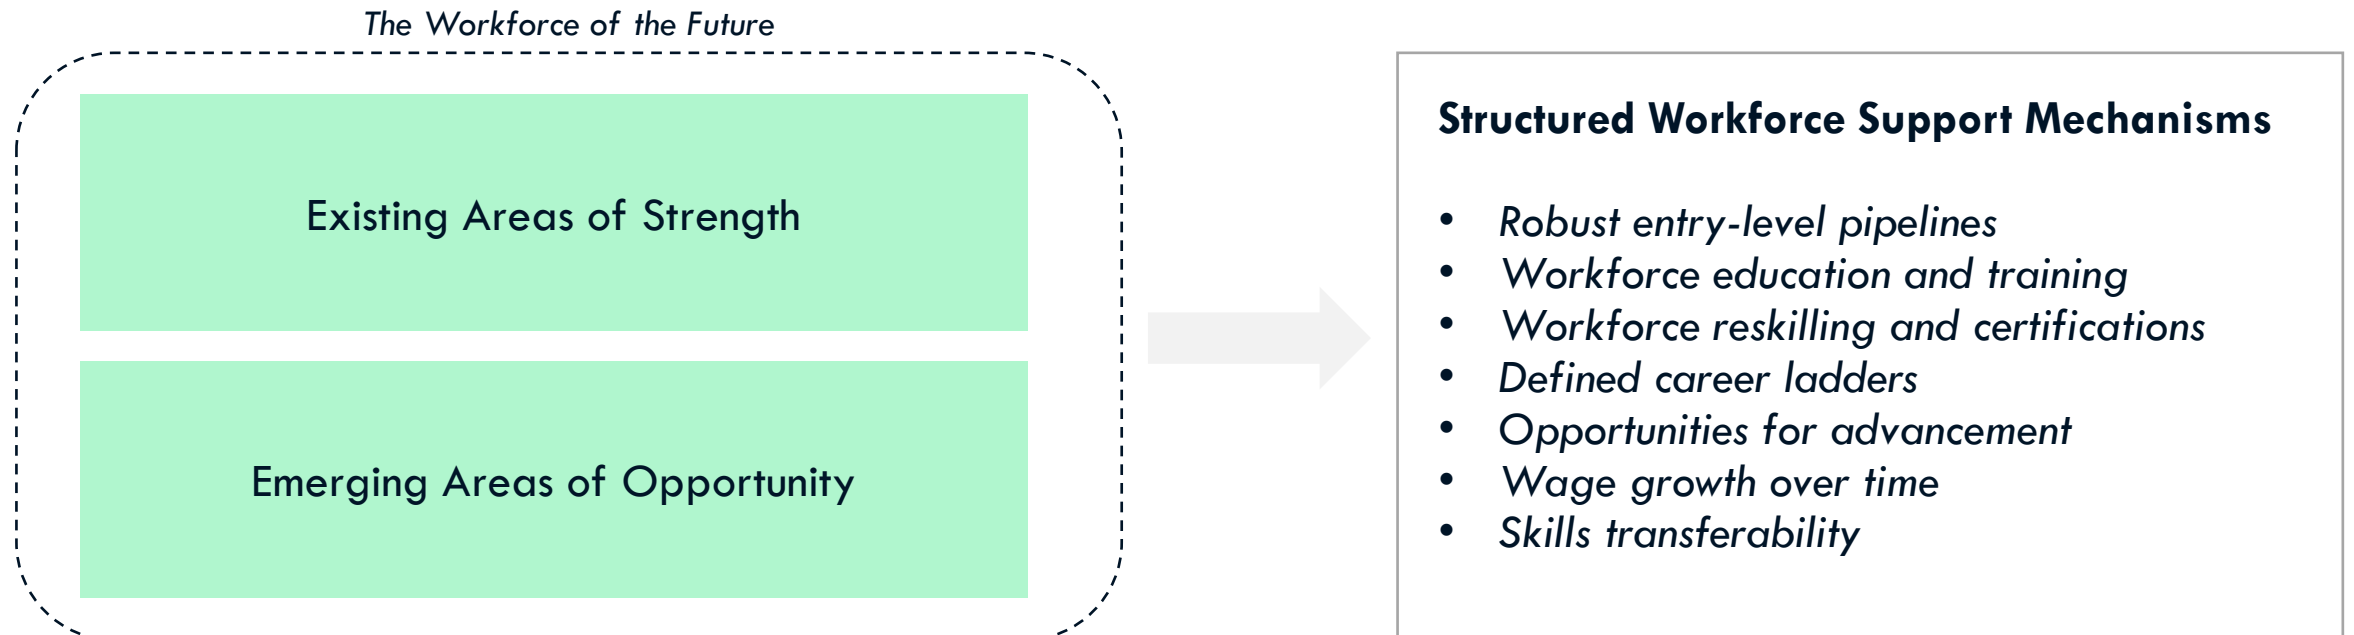 The Workforce of the Future
Existing Areas of Strength
Emerging Areas of Opportunity
Structured Workforce Support Mechanisms
• Robust entry-level pipelines
• Workforce education and training
• Workforce reskilling and certifications
• Defined career ladders
• Opportunities for advancement
• Wage growth over time
• Skills transferability